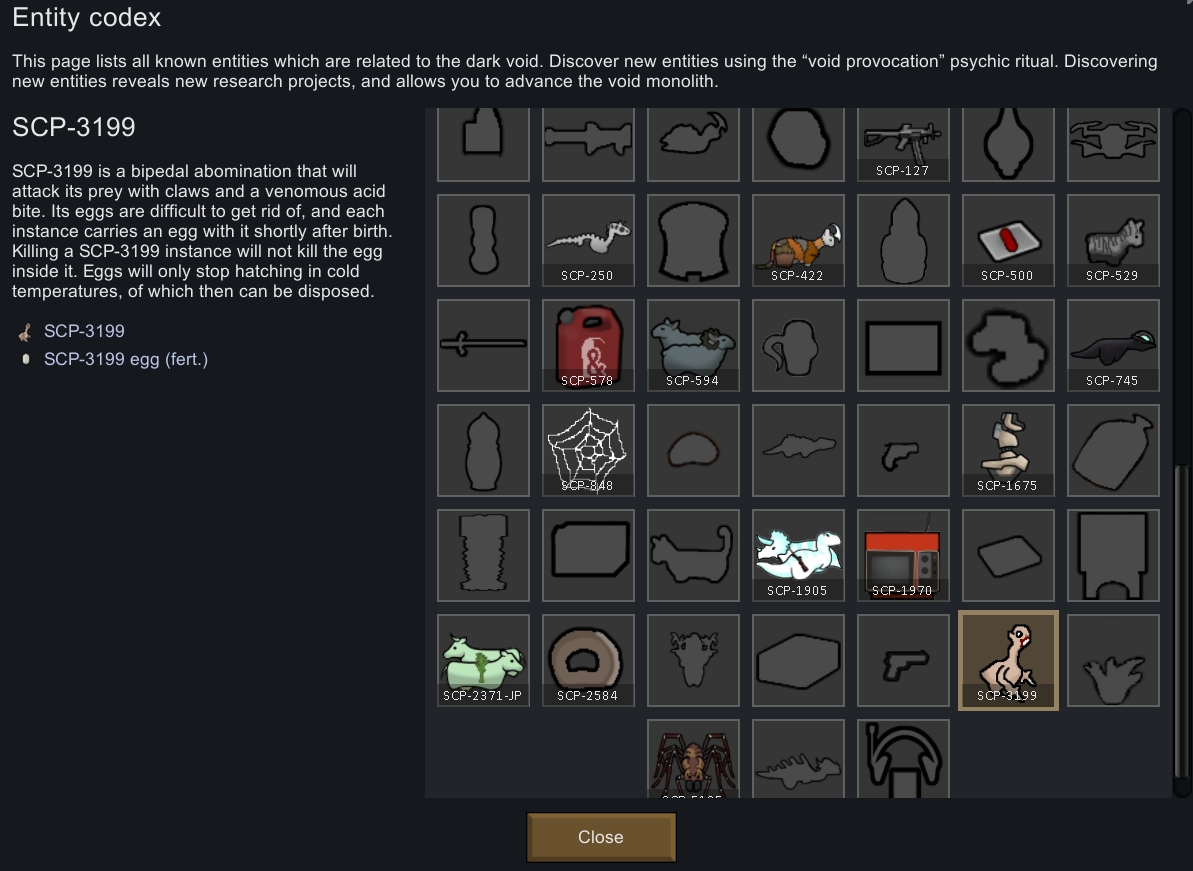 Entity codex
This page lists all known entities which are related to the dark void. Discover new entities using the “void provocation” psychic ritual. Discovering
new entities reveals new research projects, and allows you to advance the void monolith.
SCP-3199
SCP-3199 is a bipedal abomination that will
attack its prey with claws and a venomous acid
bite. Its eggs are difficult to get rid of, and each
instance carries an egg with it shortly after birth.
Killing a SCP-3199 instance will not kill the egg
inside it. Eggs will only stop hatching in cold
temperatures, of which then can be disposed.
SCP-3199
SCP-3199 egg (fert.)
SCP-127
SCP-250
SCP-422
SCP-500
SCP-529
SCP-578
SCP-594
SCP-745
SCP-848
SCP-1675
SCP-1905
SCP-1970
SCP-2371-JP
SCP-2584
SCP-3199
Close